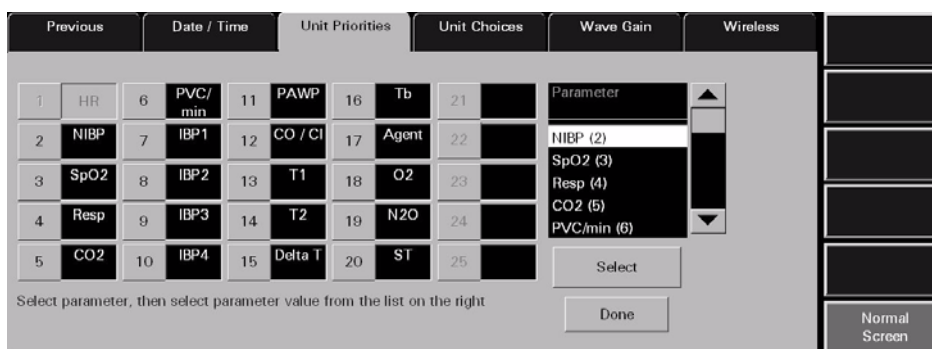 Previous
Date / Time
Unit Priorities
Unit Choices
Wave Gain
Wireless
1 HR
2 NIBP
3 SpO2
4 Resp
5 CO2
6 PVC/
min
7 IBP1
8 IBP2
9 IBP3
10 IBP4
11 PAWP
12 CO / CI
13 T1
14 T2
15 Delta T
16 Tb
17 Agent
18 O2
19 N2O
20 ST
21
22
23
24
25
Parameter
NIBP (2)
SpO2 (3)
Resp (4)
CO2 (5)
PVC/min (6)
Select
Done
Select parameter, then select parameter value from the list on the right
Normal
Screen